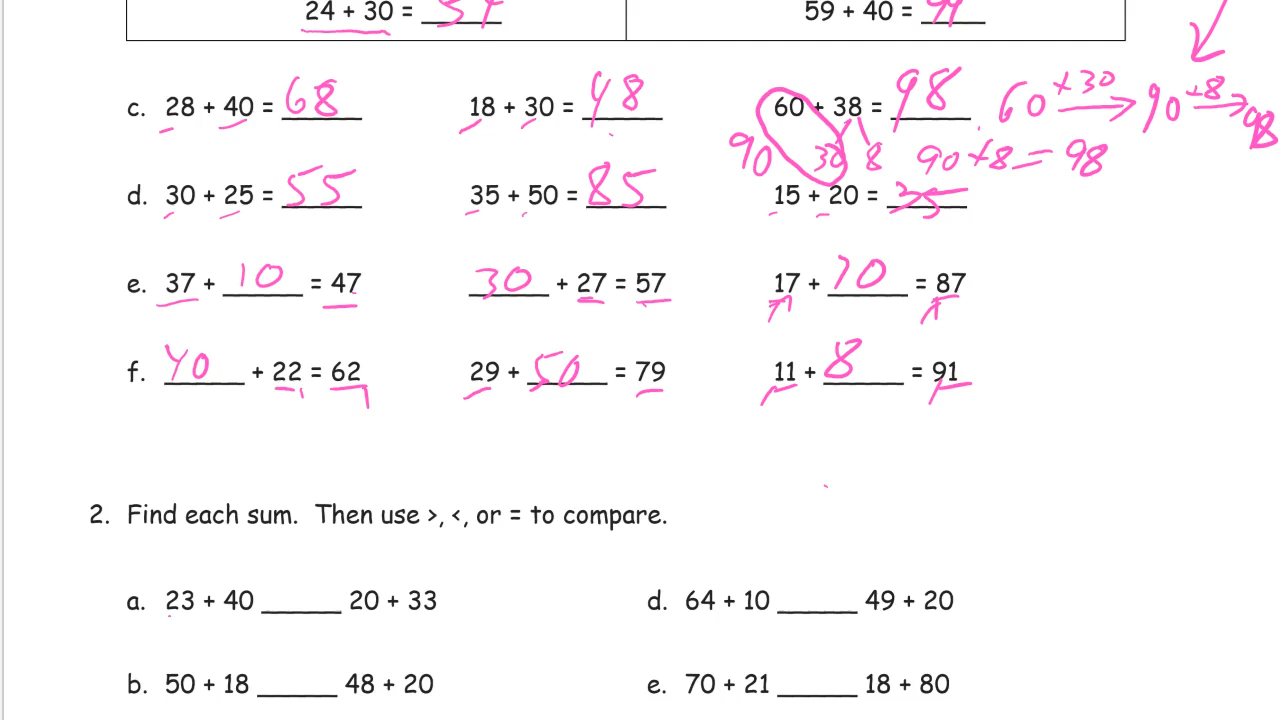 24 + 30 = 54 59 + 40 = 99
c. 28 + 40 = 68 18 + 30 = 48 60 + 38 = 98 60 +30 → 90 +8 → 98
90 30 8 90 + 8 = 98
d. 30 + 25 = 55 35 + 50 = 85 15 + 20 = 35
e. 37 + 10 = 47 30 + 27 = 57 17 + 70 = 87
f. 40 + 22 = 62 29 + 50 = 79 11 + 8 = 91
2. Find each sum. Then use >, <, or = to compare.
a. 23 + 40 ______ 20 + 33 d. 64 + 10 ______ 49 + 20
b. 50 + 18 ______ 48 + 20 e. 70 + 21 ______ 18 + 80